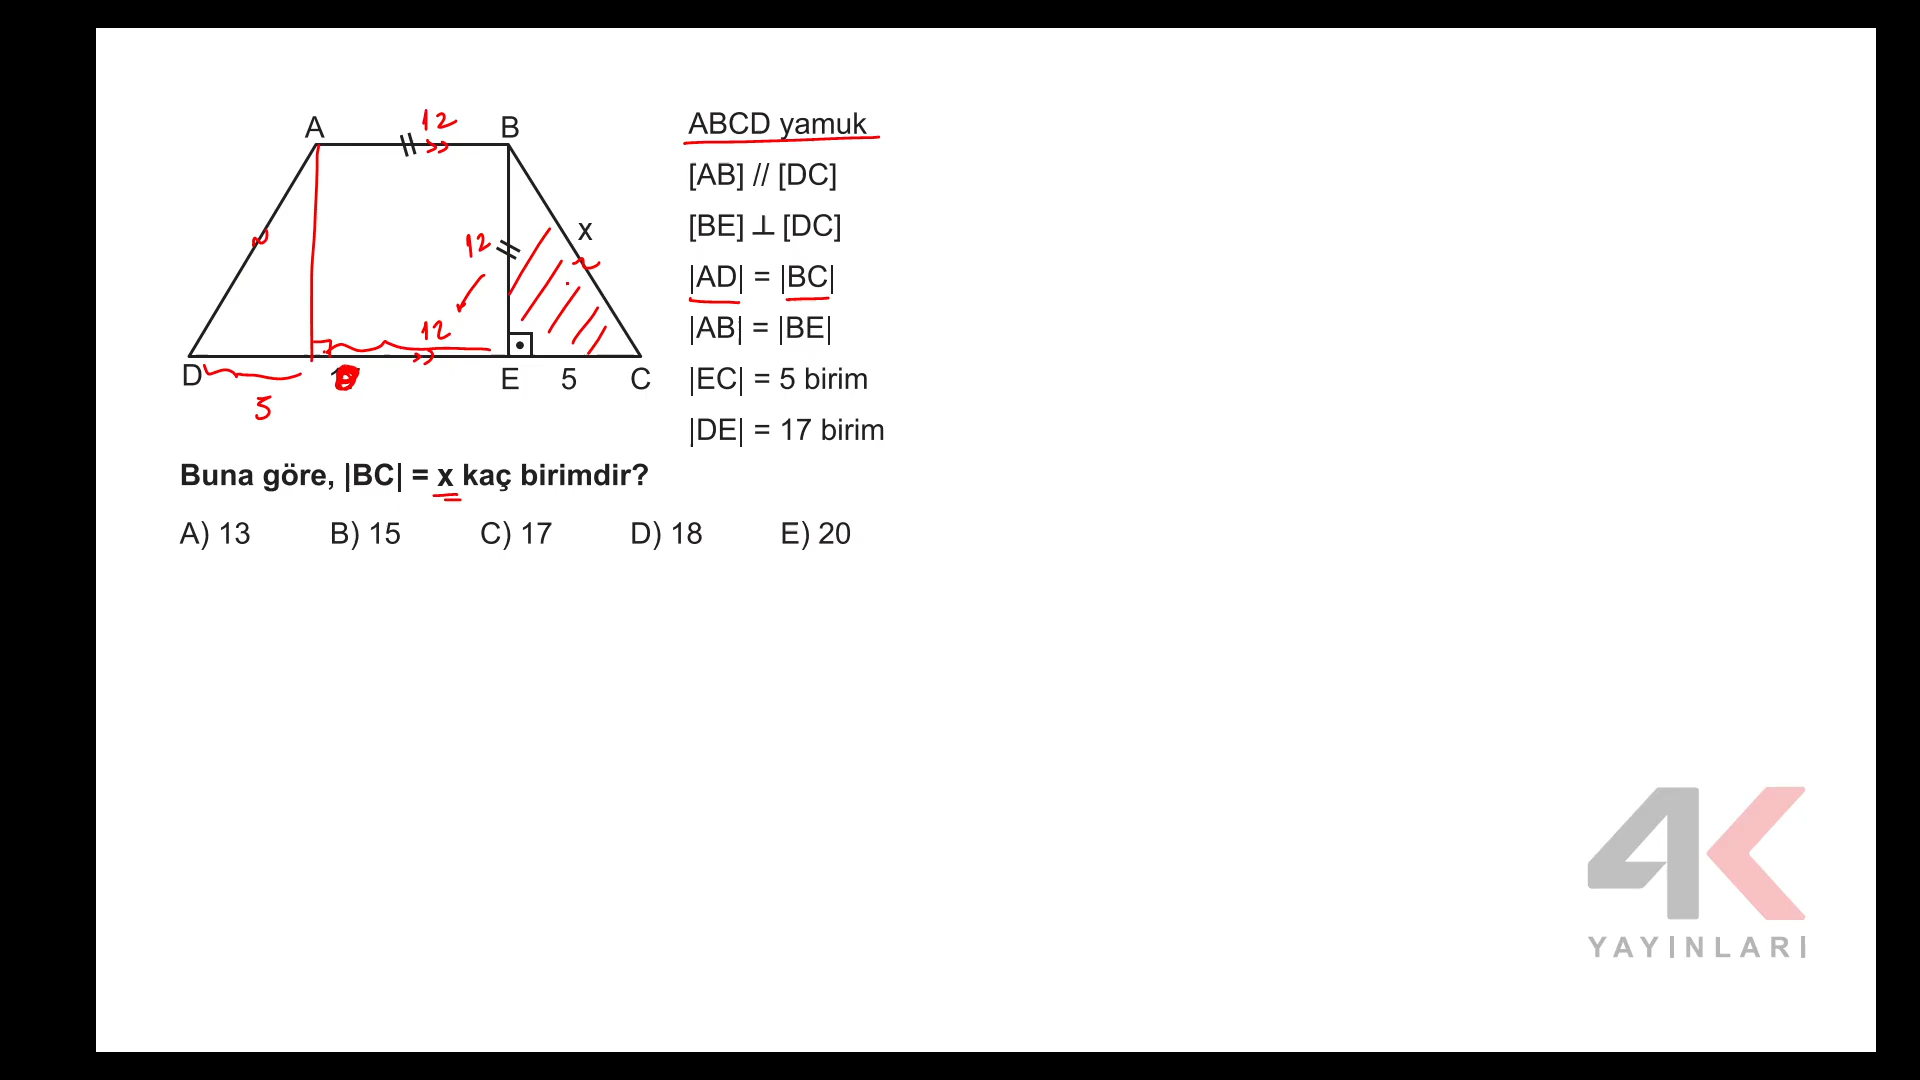 12
A
B
x
12
12
D
E
5
C
5
ABCD yamuk
[AB] // [DC]
[BE] ⊥ [DC]
|AD| = |BC|
|AB| = |BE|
|EC| = 5 birim
|DE| = 17 birim
Buna göre, |BC| = x kaç birimdir?
A) 13 B) 15 C) 17 D) 18 E) 20
4K
YAYINLARI